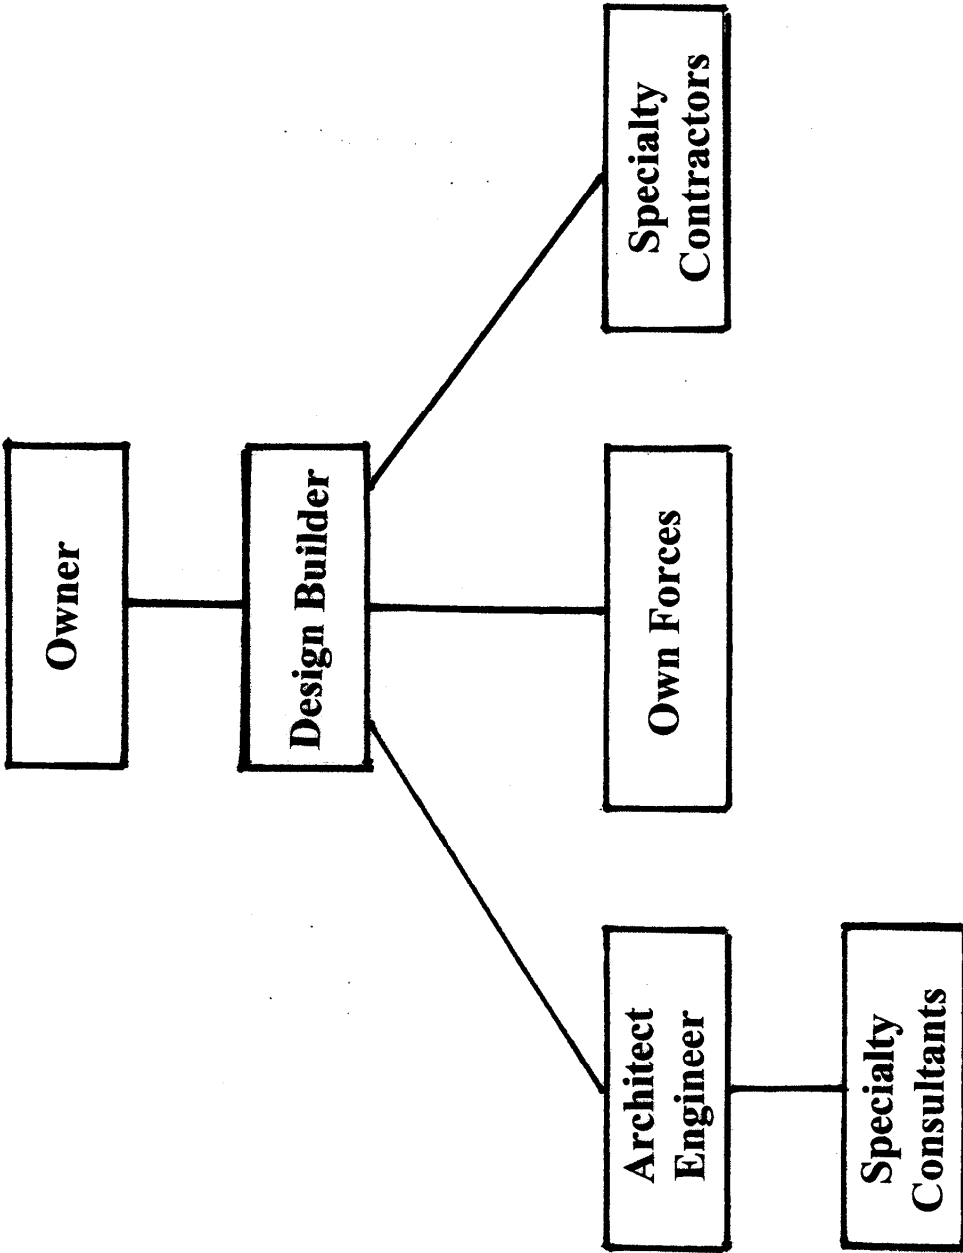 Owner
Design Builder
Architect
Engineer
Own Forces
Specialty
Contractors
Specialty
Consultants